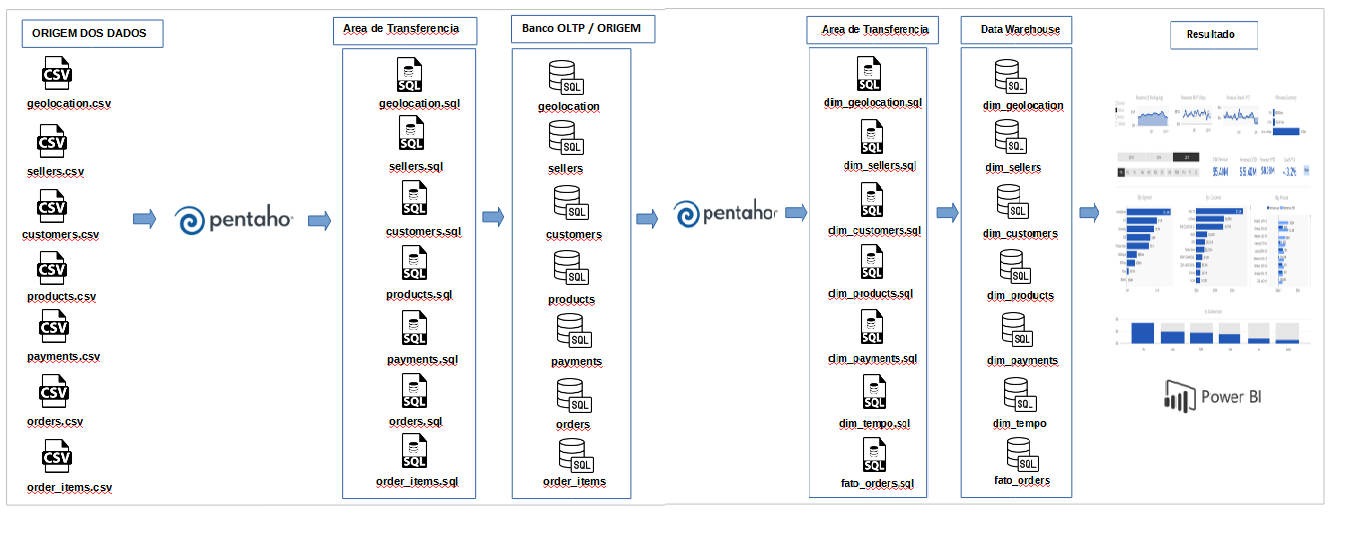 ORIGEM DOS DADOS
CSV
geolocation.csv
CSV
sellers.csv
CSV
customers.csv
CSV
products.csv
CSV
payments.csv
CSV
orders.csv
CSV
order_items.csv
pentaho
Area de Transferencia
SQL
geolocation.sql
SQL
sellers.sql
SQL
customers.sql
SQL
products.sql
SQL
payments.sql
SQL
orders.sql
SQL
order_items.sql
Banco OLTP / ORIGEM
SQL
geolocation
SQL
sellers
SQL
customers
SQL
products
SQL
payments
SQL
orders
SQL
order_items
pentaho
Area de Transferencia
SQL
dim_geolocation.sql
SQL
dim_sellers.sql
SQL
dim_customers.sql
SQL
dim_products.sql
SQL
dim_payments.sql
SQL
dim_tempo.sql
SQL
fato_orders.sql
Data Warehouse
SQL
dim_geolocation
SQL
dim_sellers
SQL
dim_customers
SQL
dim_products
SQL
dim_payments
SQL
dim_tempo
SQL
fato_orders
Resultado
Power BI